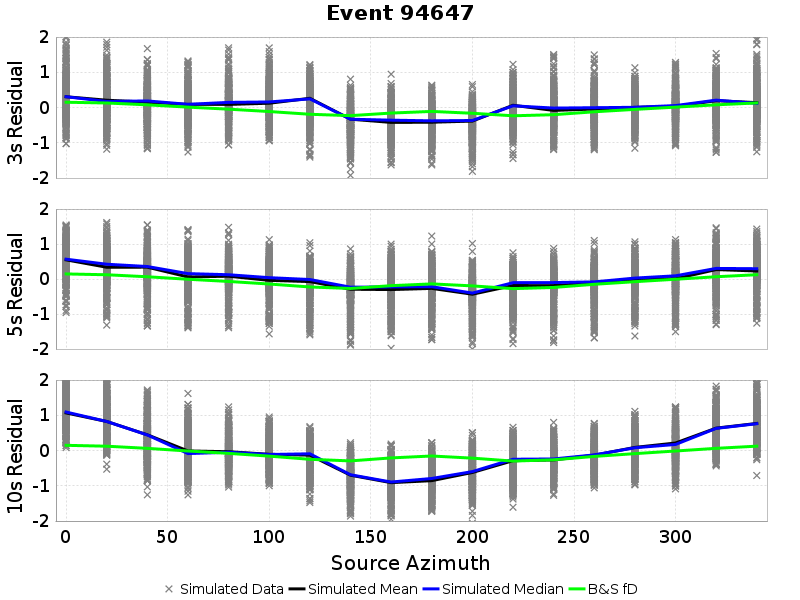 Event 94647
3s Residual
2
1
0
-1
-2
5s Residual
2
1
0
-1
-2
10s Residual
2
1
0
-1
-2
0 50 100 150 200 250 300
Source Azimuth
Simulated Data Simulated Mean Simulated Median B&S fD